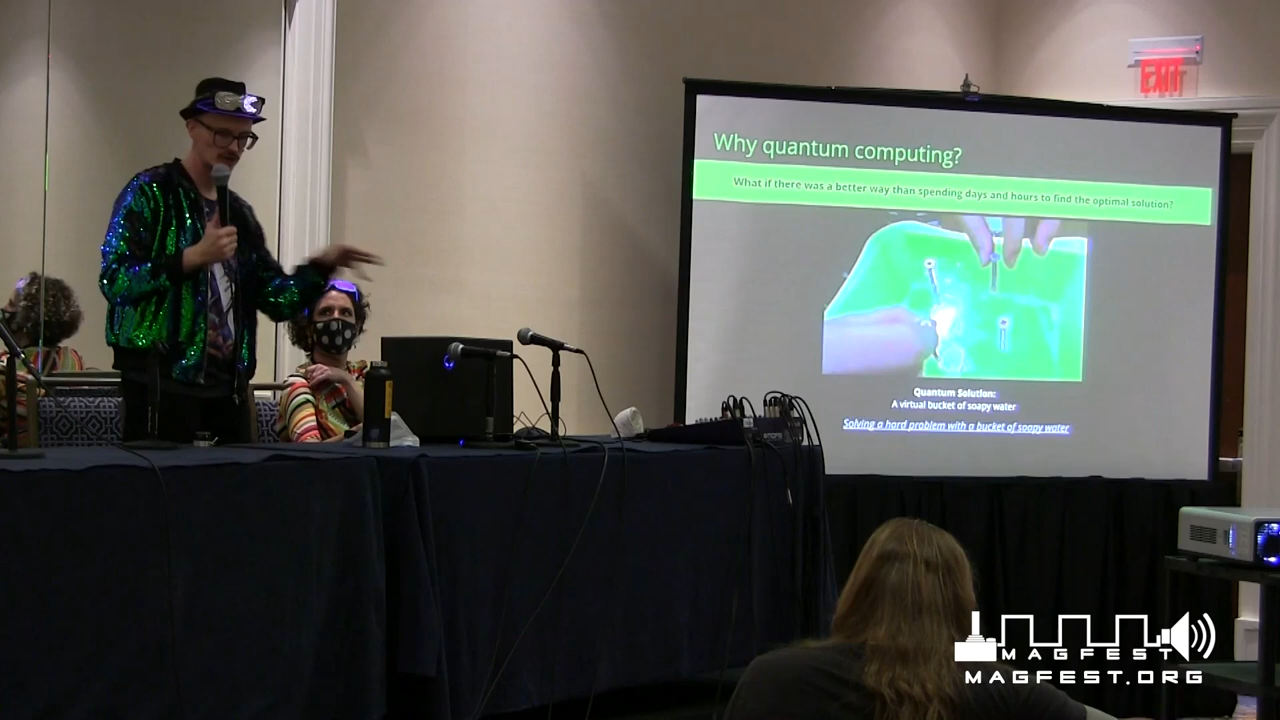 EXIT
Why quantum computing?
What if there was a better way than spending days and hours to find the optimal solution?
Quantum Solution:
A virtual bucket of soapy water
Solving a hard problem with a bucket of soapy water
MAGFEST
MAGFEST.ORG